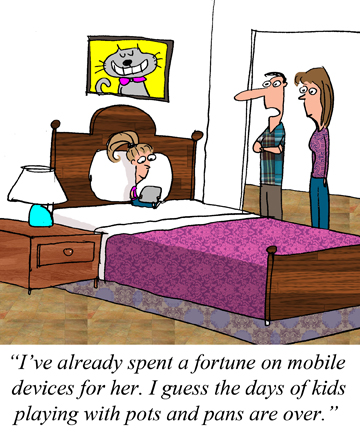 “I’ve already spent a fortune on mobile
devices for her. I guess the days of kids
playing with pots and pans are over.”